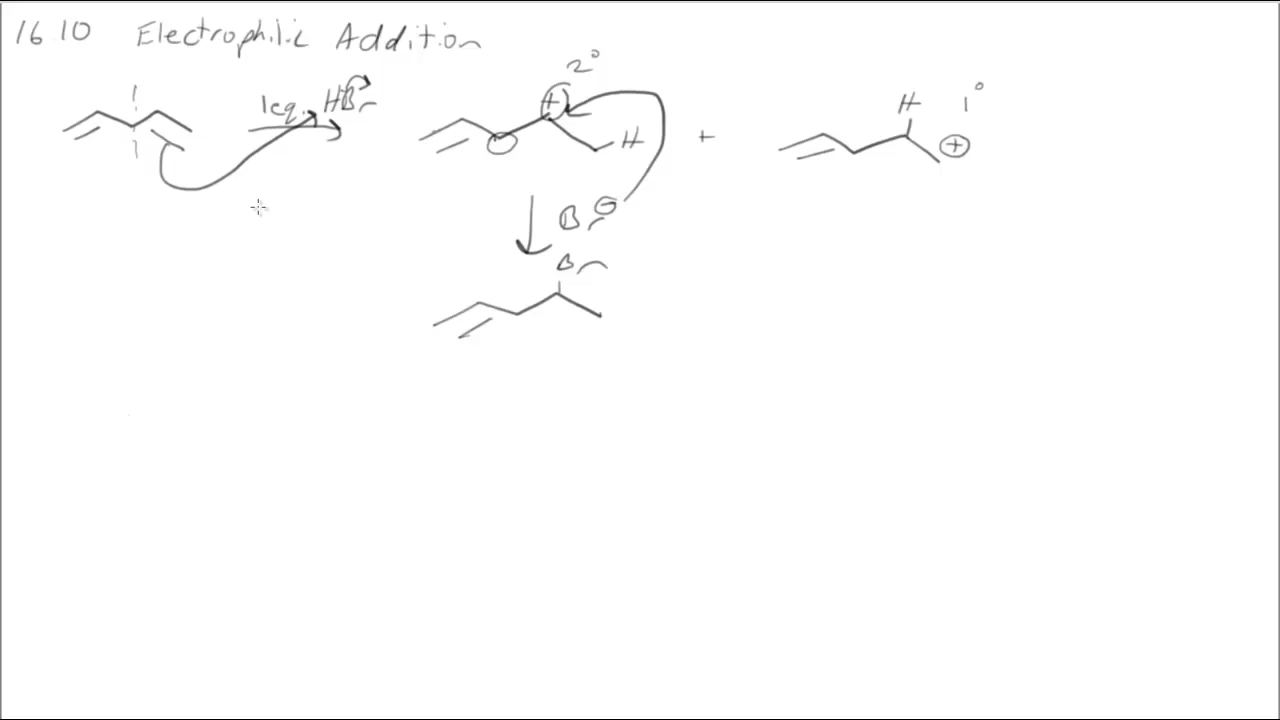 16 10 Electrophilic Addition
1eq. HBr
2°
+
H
+
H 1°
+
Br ⊖
Br